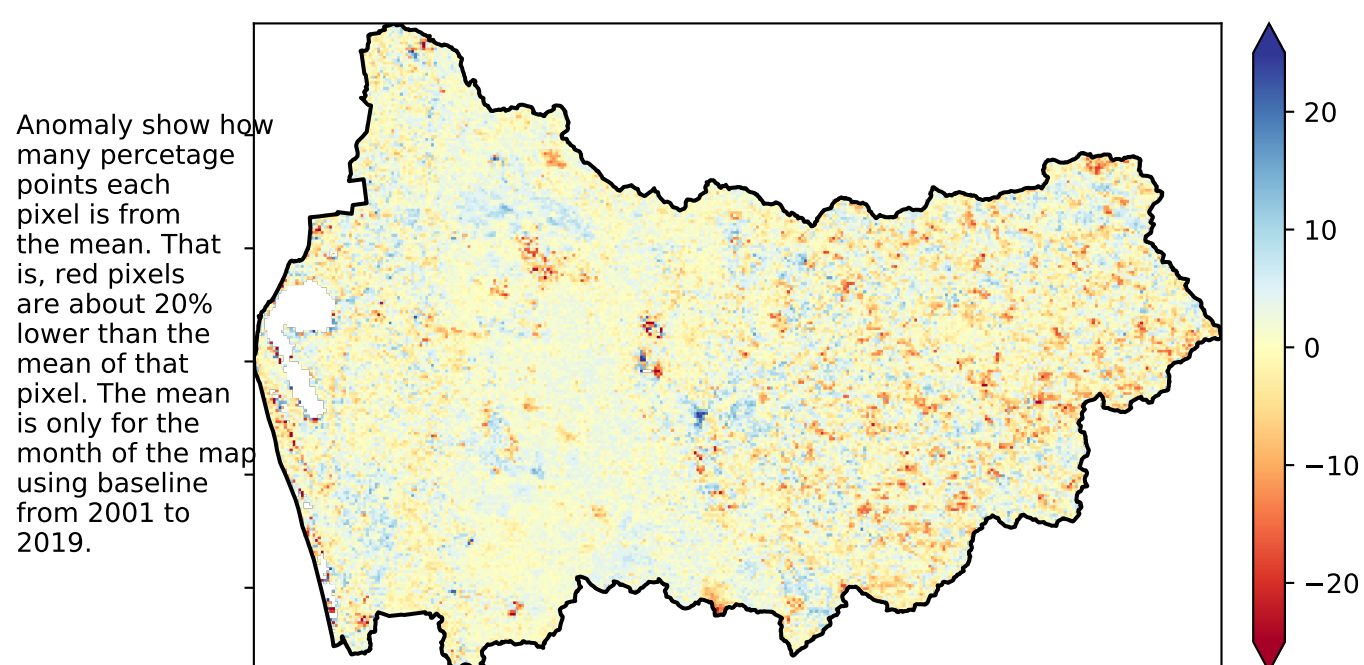 Anomaly show how
many percetage
points each
pixel is from
the mean. That
is, red pixels
are about 20%
lower than the
mean of that
pixel. The mean
is only for the
month of the map
using baseline
from 2001 to
2019.
20
10
0
−10
−20